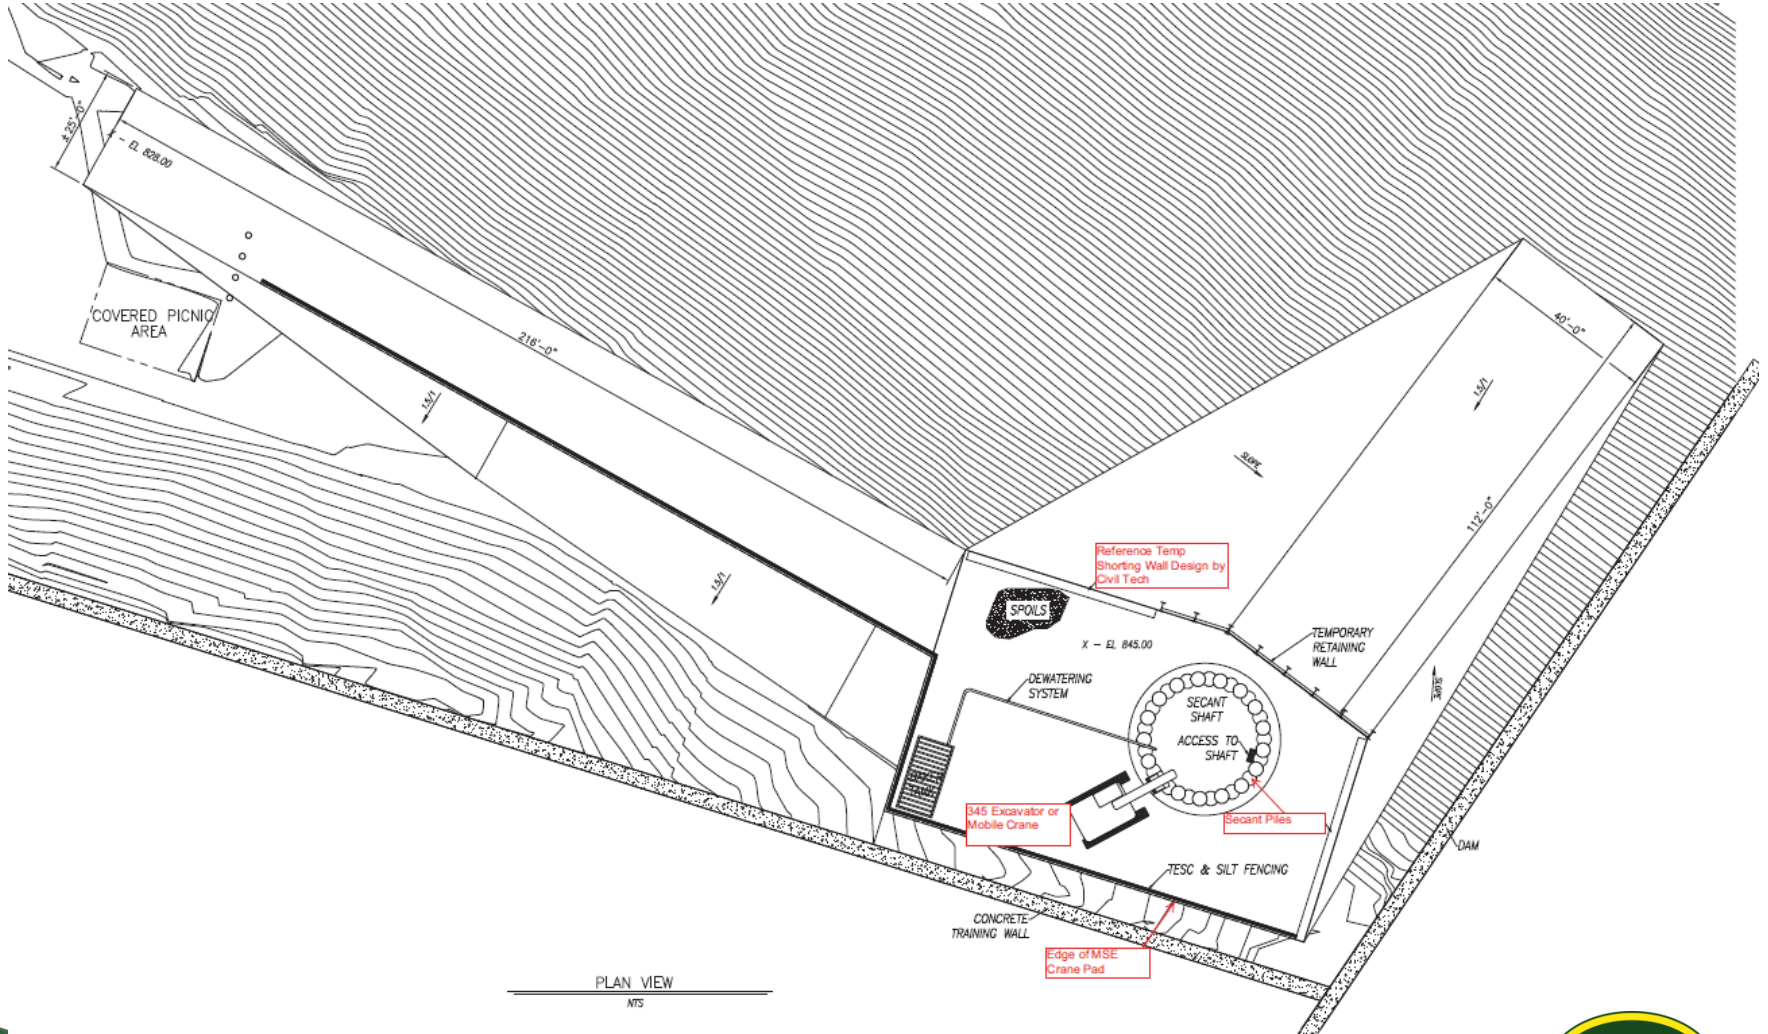 ±25'-0"
EL 828.00
COVERED PICNIC
AREA
216'-0"
1.5/1
1.5/1
40'-0"
1.5/1
SLOPE
112'-0"
Reference Temp
Shorting Wall Design by
Civil Tech
SPOILS
X - EL 845.00
TEMPORARY
RETAINING
WALL
DEWATERING
SYSTEM
SLOPE
SECANT
SHAFT
ACCESS TO
SHAFT
345 Excavator or
Mobile Crane
Secant Piles
DAM
TESC & SILT FENCING
CONCRETE
TRAINING WALL
Edge of MSE
Crane Pad
PLAN VIEW
NTS